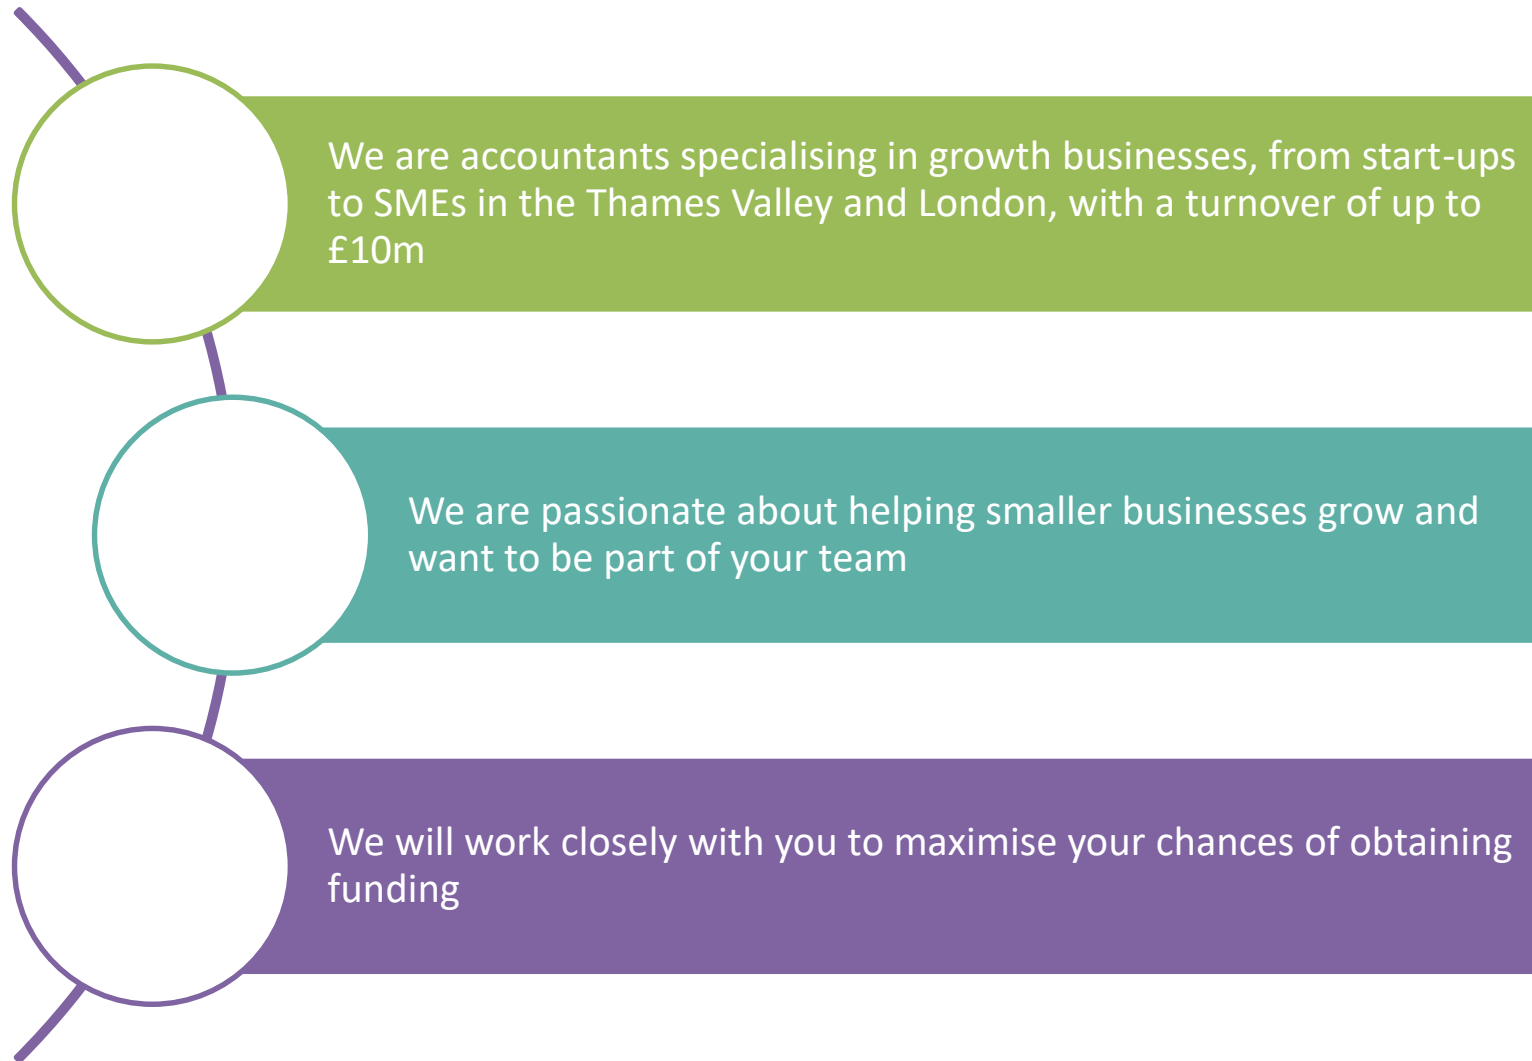 We are accountants specialising in growth businesses, from start-ups
to SMEs in the Thames Valley and London, with a turnover of up to
£10m
We are passionate about helping smaller businesses grow and
want to be part of your team
We will work closely with you to maximise your chances of obtaining
funding